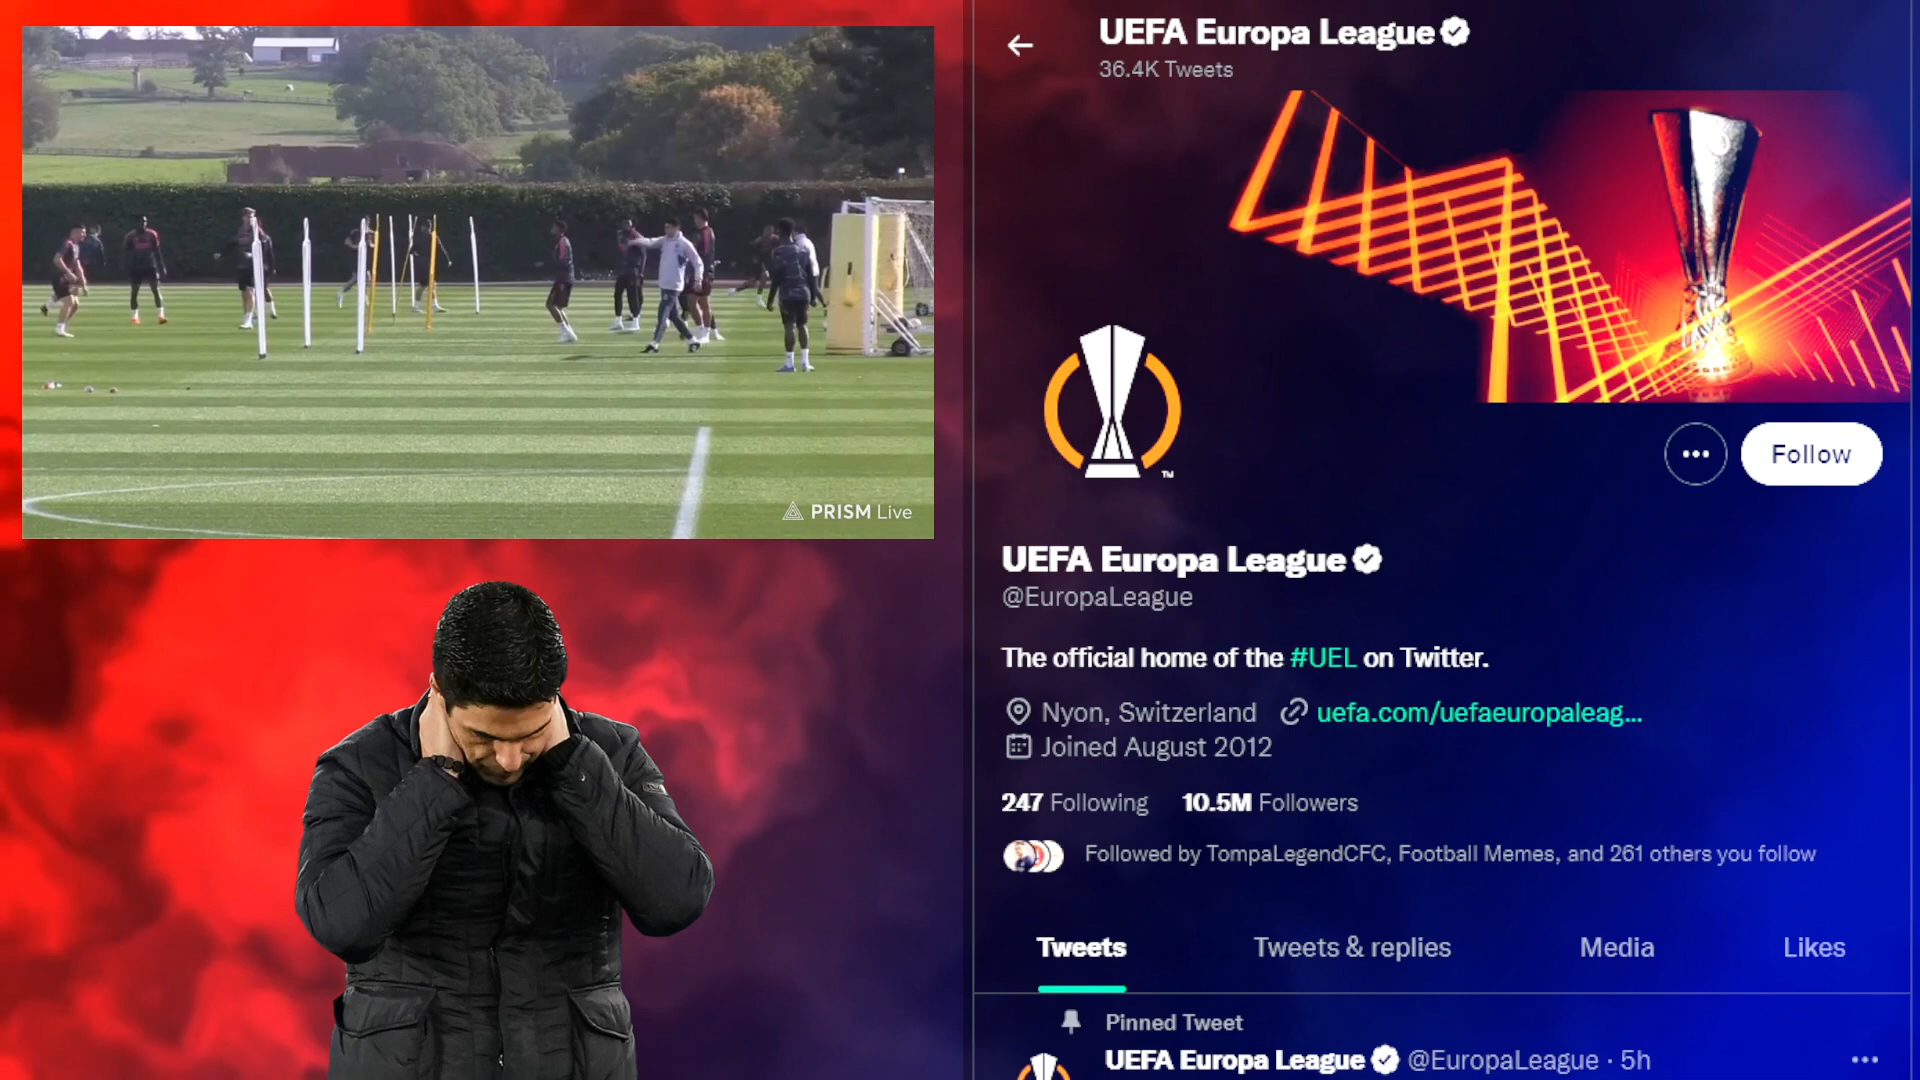 PRISM Live
UEFA Europa League
36.4K Tweets
TM
Follow
UEFA Europa League
@EuropaLeague
The official home of the #UEL on Twitter.
Nyon, Switzerland uefa.com/uefaeuropaleag...
Joined August 2012
247 Following 10.5M Followers
Followed by TompaLegendCFC, Football Memes, and 261 others you follow
Tweets Tweets & replies Media Likes
Pinned Tweet
UEFA Europa League @EuropaLeague · 5h